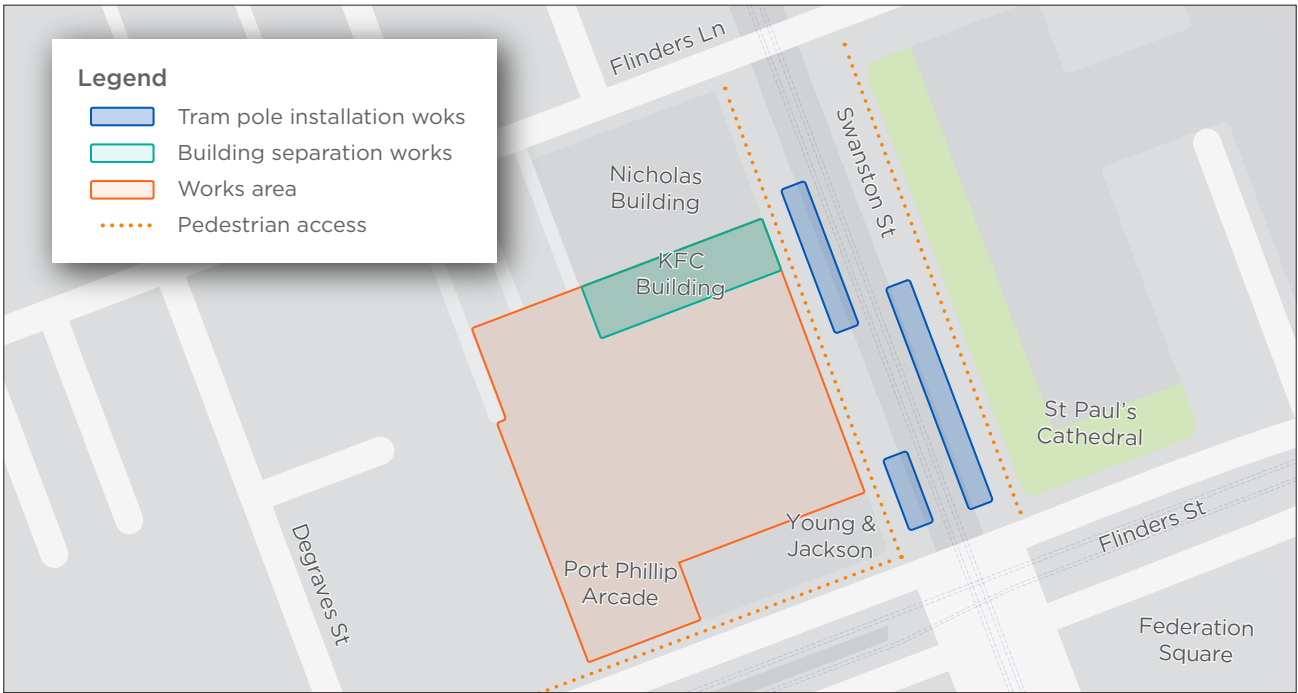 Legend
Tram pole installation woks
Building separation works
Works area
Pedestrian access
Flinders Ln
Swanston St
Nicholas
Building
KFC
Building
St Paul's
Cathedral
Young &
Jackson
Flinders St
Degraves St
Port Phillip
Arcade
Federation
Square